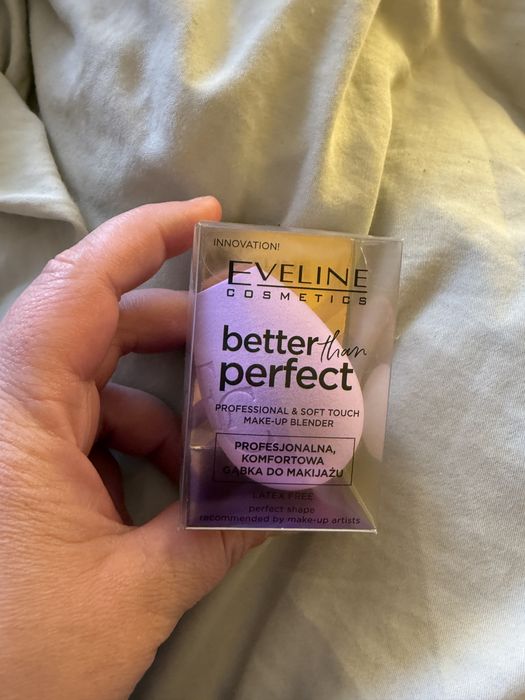 INNOVATION!
EVELINE
COSMETICS
better than
perfect
PROFESSIONAL & SOFT TOUCH
MAKE-UP BLENDER
PROFESJONALNA,
KOMFORTOWA
GĄBKA DO MAKIJAŻU
LATEX FREE
perfect shape
recommended by make-up artists